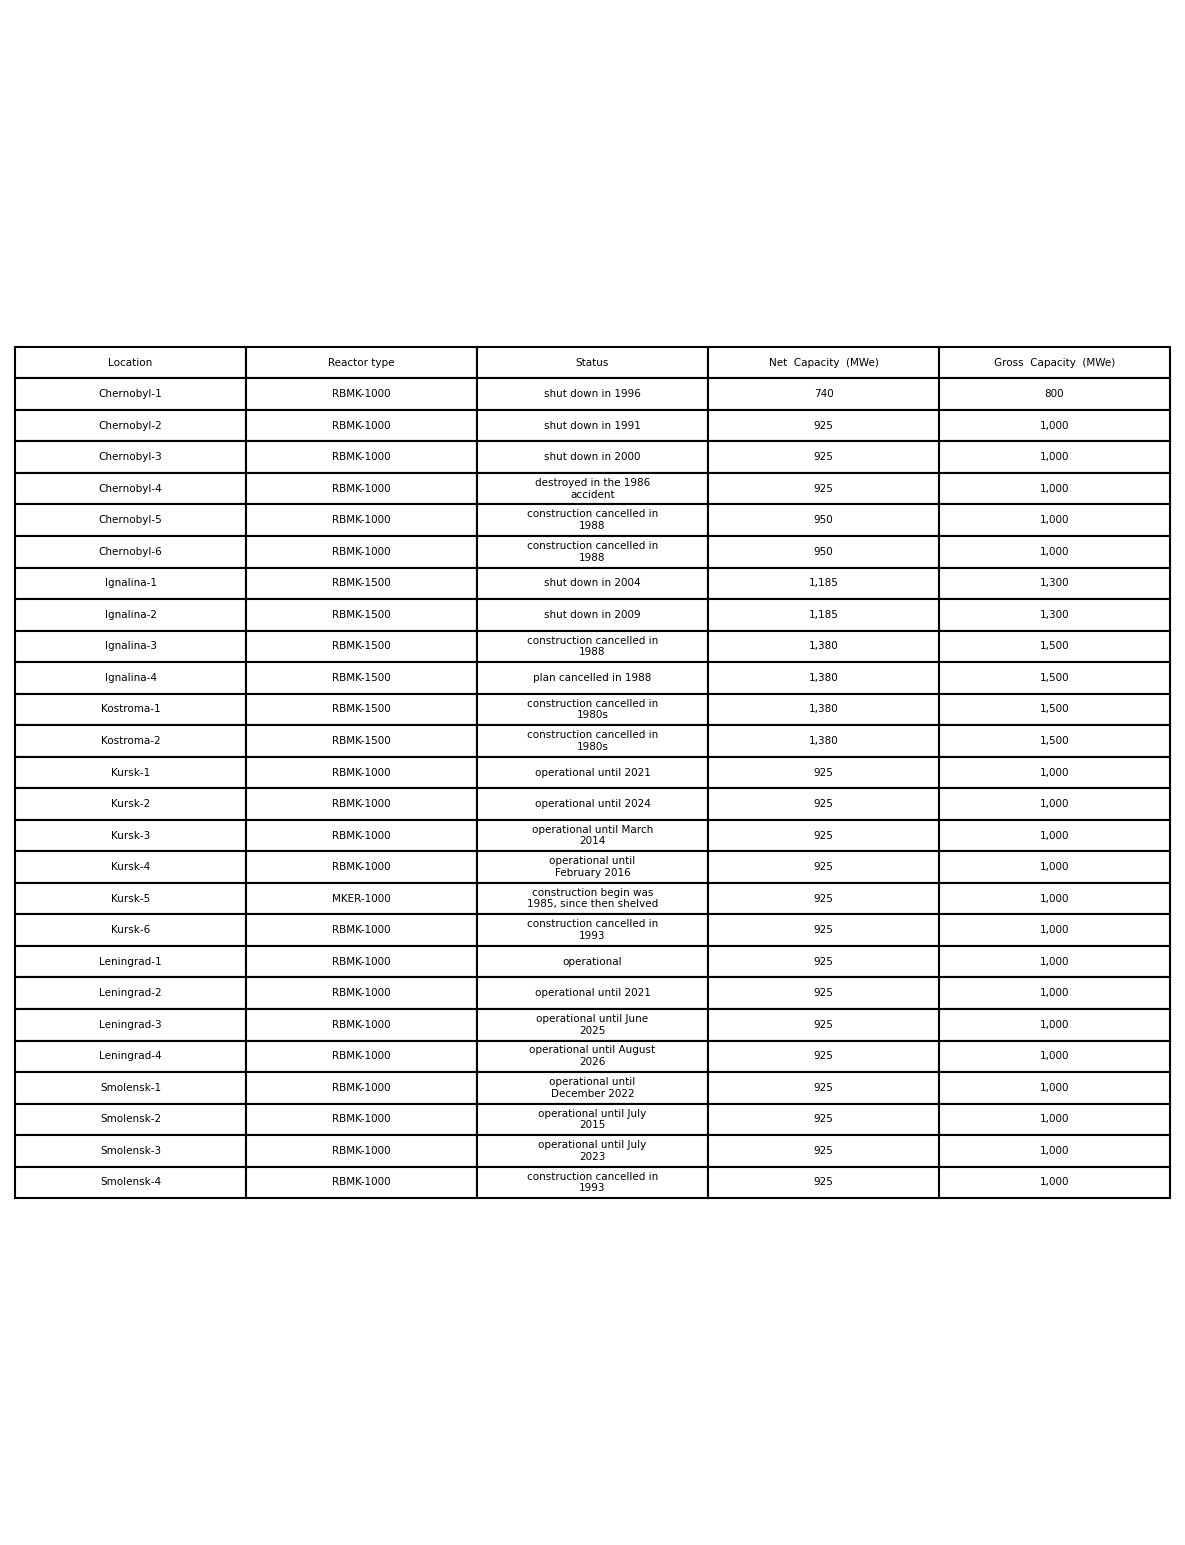 Location Reactor type Status Net Capacity (MWe) Gross Capacity (MWe)
Chernobyl-1 RBMK-1000 shut down in 1996 740 800
Chernobyl-2 RBMK-1000 shut down in 1991 925 1,000
Chernobyl-3 RBMK-1000 shut down in 2000 925 1,000
Chernobyl-4 RBMK-1000 destroyed in the 1986
accident 925 1,000
Chernobyl-5 RBMK-1000 construction cancelled in
1988 950 1,000
Chernobyl-6 RBMK-1000 construction cancelled in
1988 950 1,000
Ignalina-1 RBMK-1500 shut down in 2004 1,185 1,300
Ignalina-2 RBMK-1500 shut down in 2009 1,185 1,300
Ignalina-3 RBMK-1500 construction cancelled in
1988 1,380 1,500
Ignalina-4 RBMK-1500 plan cancelled in 1988 1,380 1,500
Kostroma-1 RBMK-1500 construction cancelled in
1980s 1,380 1,500
Kostroma-2 RBMK-1500 construction cancelled in
1980s 1,380 1,500
Kursk-1 RBMK-1000 operational until 2021 925 1,000
Kursk-2 RBMK-1000 operational until 2024 925 1,000
Kursk-3 RBMK-1000 operational until March
2014 925 1,000
Kursk-4 RBMK-1000 operational until
February 2016 925 1,000
Kursk-5 MKER-1000 construction begin was
1985, since then shelved 925 1,000
Kursk-6 RBMK-1000 construction cancelled in
1993 925 1,000
Leningrad-1 RBMK-1000 operational 925 1,000
Leningrad-2 RBMK-1000 operational until 2021 925 1,000
Leningrad-3 RBMK-1000 operational until June
2025 925 1,000
Leningrad-4 RBMK-1000 operational until August
2026 925 1,000
Smolensk-1 RBMK-1000 operational until
December 2022 925 1,000
Smolensk-2 RBMK-1000 operational until July
2015 925 1,000
Smolensk-3 RBMK-1000 operational until July
2023 925 1,000
Smolensk-4 RBMK-1000 construction cancelled in
1993 925 1,000